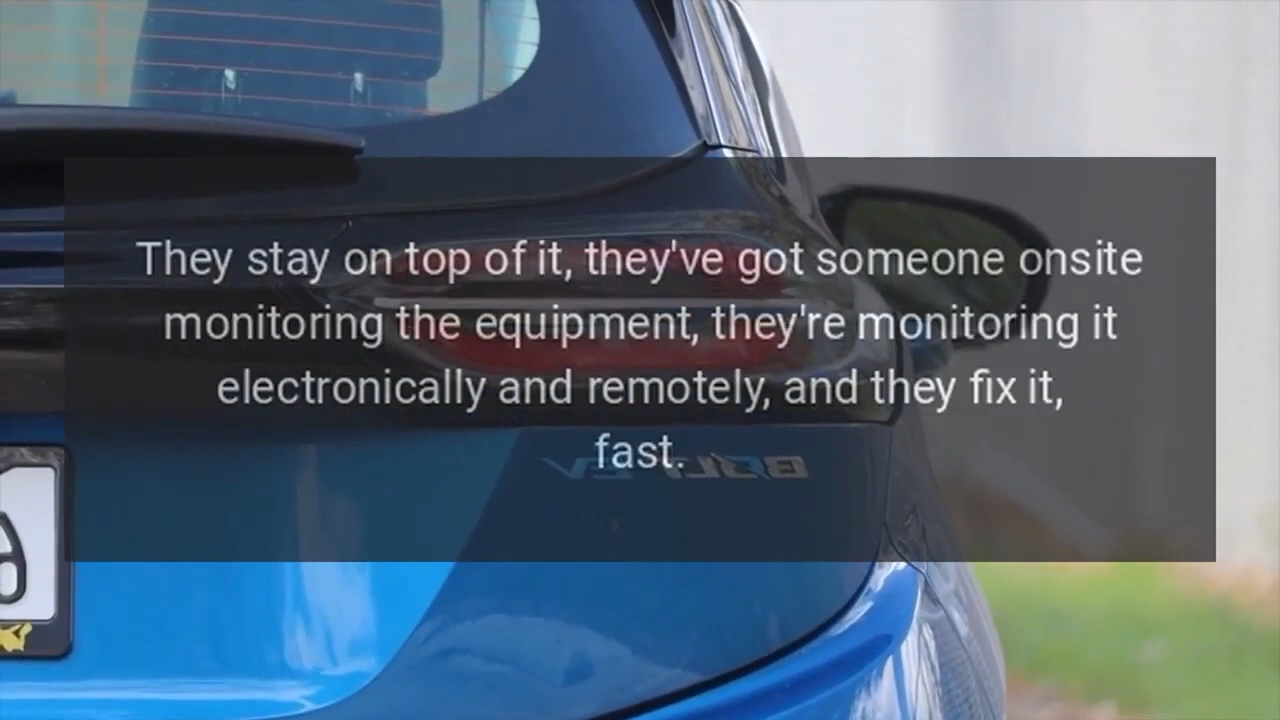 They stay on top of it, they've got someone onsite
monitoring the equipment, they're monitoring it
electronically and remotely, and they fix it,
fast.